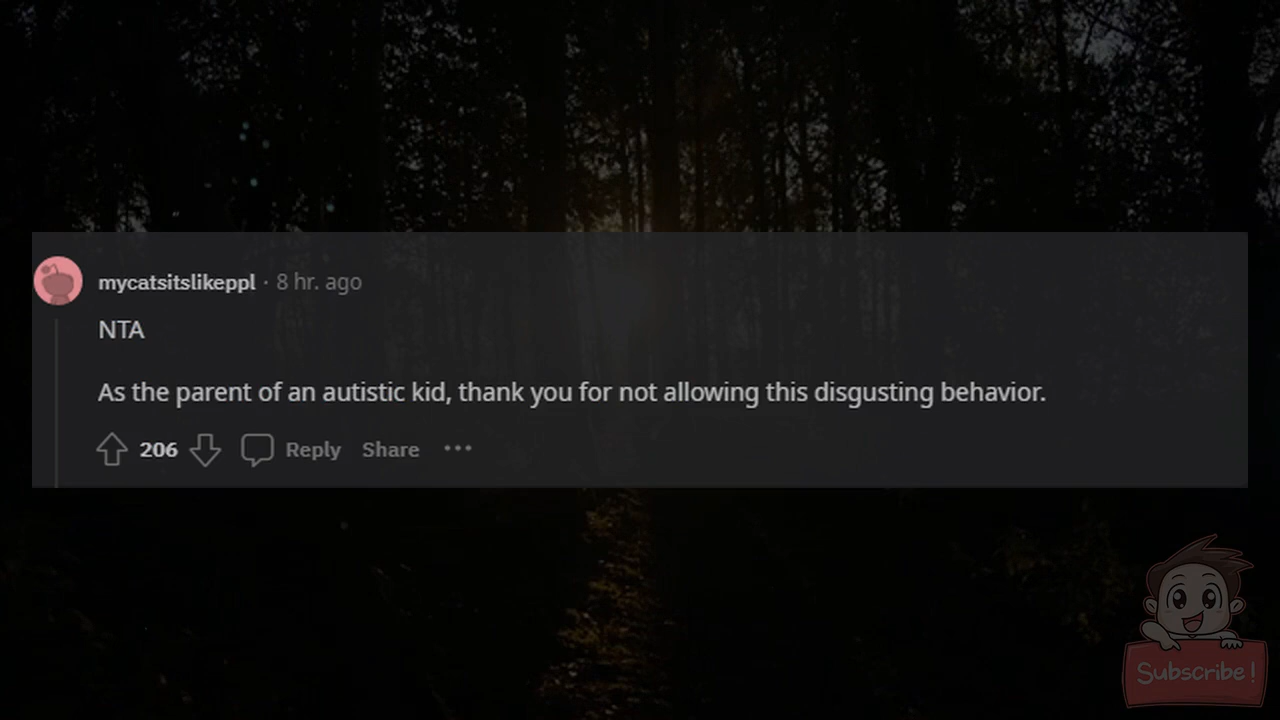 mycatsitslikeppl · 8 hr. ago
NTA
As the parent of an autistic kid, thank you for not allowing this disgusting behavior.
206 Reply Share ···
Subscribe!